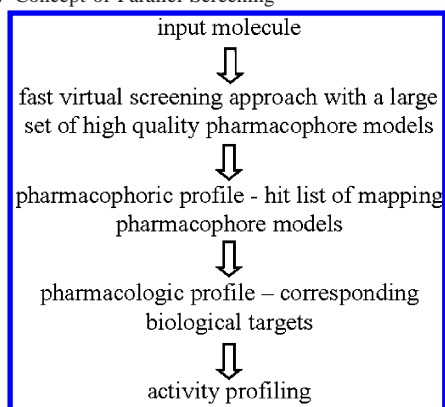 Concept of Parallel Screening
input molecule
fast virtual screening approach with a large
set of high quality pharmacophore models
pharmacophoric profile - hit list of mapping
pharmacophore models
pharmacologic profile – corresponding
biological targets
activity profiling